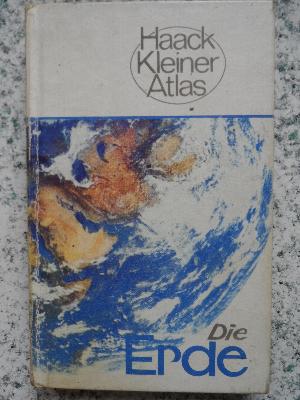 Haack
Kleiner
Atlas
Die
Erde